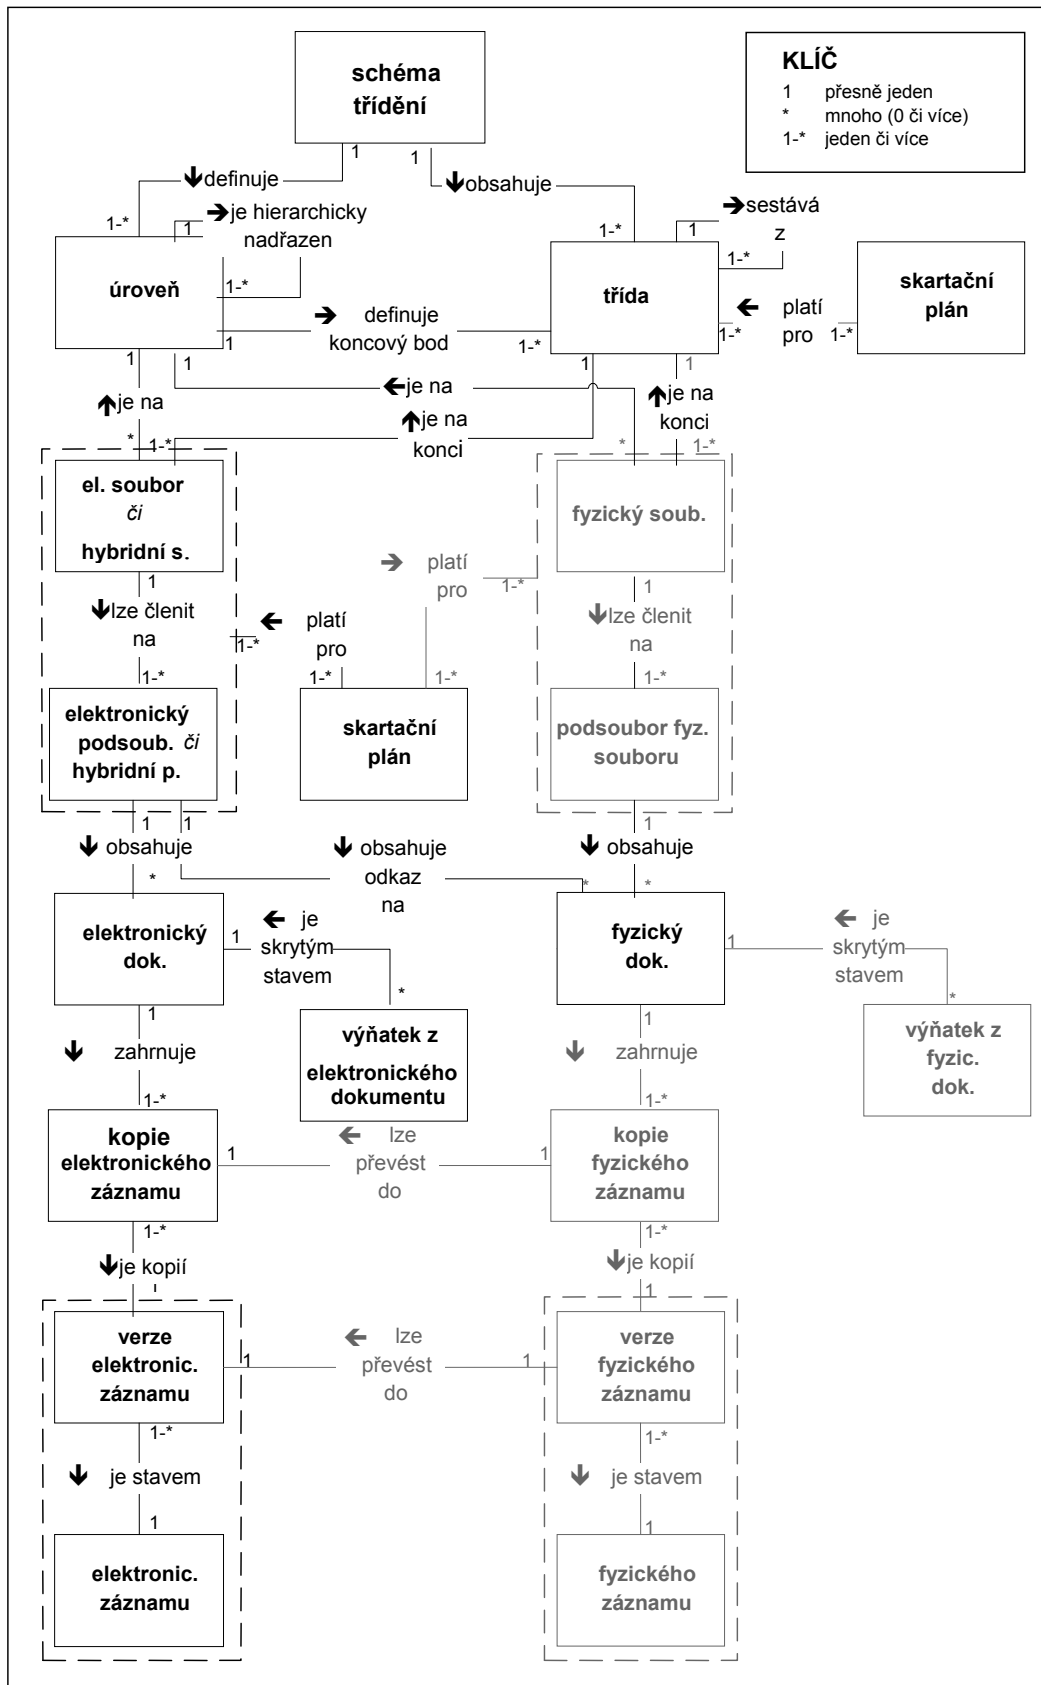 schéma
třídění
KLÍČ
1 přesně jeden
* mnoho (0 či více)
1-* jeden či více
1
1
definuje
obsahuje
1-*
1
je hierarchicky
nadřazen
1-*
1
sestává
z
1-*
úroveň
1-*
třída
skartační
plán
platí
pro
1-*
1-*
1
definuje
koncový bod
1-*
1
1
1
1
je na
je na
je na
konci
je na
konci
*
1-*
*
1-*
el. soubor
či
hybridní s.
fyzický soub.
1
lze členit
na
1-*
platí
pro
1-*
1-*
platí
pro
1-*
1-*
1
lze členit
na
1-*
elektronický
podsoub. či
hybridní p.
skartační
plán
podsoubor fyz.
souboru
1
1
1
obsahuje
obsahuje
odkaz
na
obsahuje
*
*
*
elektronický
dok.
1
je
skrytým
stavem
*
fyzický
dok.
1
je
skrytým
stavem
*
výňatek z
elektronického
dokumentu
výňatek z
fyzic.
dok.
1
zahrnuje
1-*
1
zahrnuje
1-*
kopie
elektronického
záznamu
1
lze
převést
do
1
kopie
fyzického
záznamu
1-*
je kopií
1
1-*
je kopií
1
verze
elektronic.
záznamu
1
lze
převést
do
1
verze
fyzického
záznamu
1-*
je stavem
1
1-*
je stavem
1
elektronic.
záznamu
fyzického
záznamu